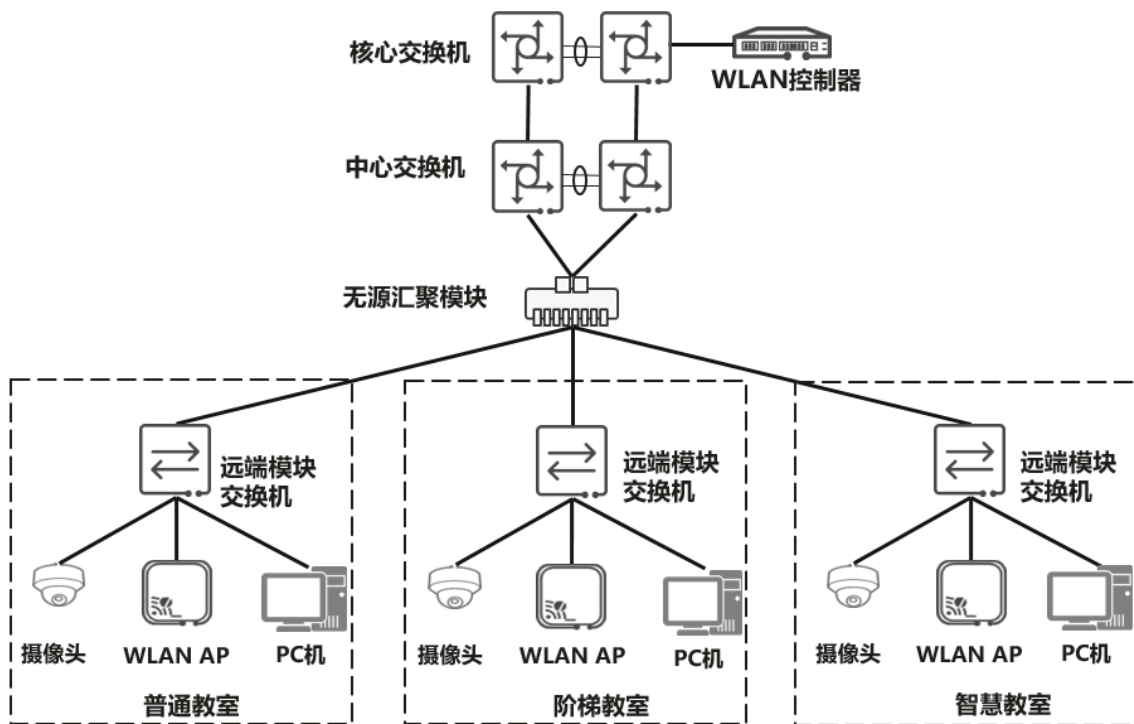 核心交换机
WLAN控制器
中心交换机
无源汇聚模块
远端模块
交换机
远端模块
交换机
远端模块
交换机
摄像头
WLAN AP
PC机
摄像头
WLAN AP
PC机
摄像头
WLAN AP
PC机
普通教室
阶梯教室
智慧教室